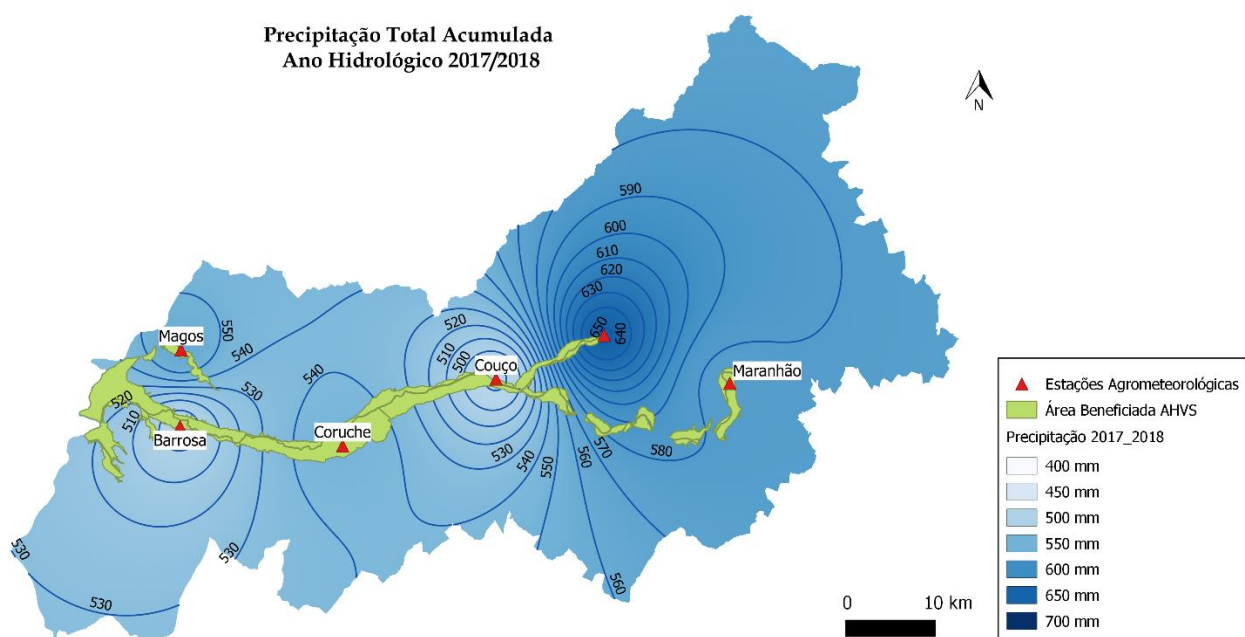 Precipitação Total Acumulada
Ano Hidrológico 2017/2018
N
590
600
610
620
630
650
640
520
510
500
Couço
Maranhão
550
Magos
540
530
540
520
510
Barrosa
Coruche
530
540
550
560
570
580
530
530
530
560
0 10 km
Estações Agrometeorológicas
Área Beneficiada AHVS
Precipitação 2017_2018
400 mm
450 mm
500 mm
550 mm
600 mm
650 mm
700 mm